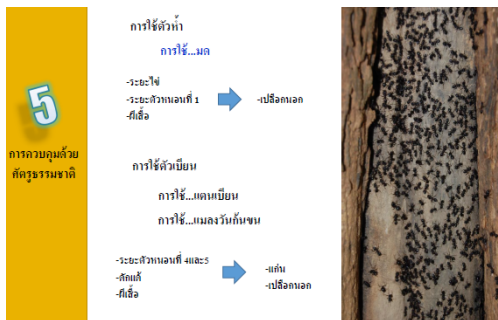 5
การควบคุมด้วย
ศัตรูธรรมชาติ
การใช้ตัวห้ำ
การใช้...มด
-ระยะไข่
-ระยะตัวหนอนที่ 1
-ผีเสื้อ
-เปลือกนอก
การใช้ตัวเบียน
การใช้...แตนเบียน
การใช้...แมลงวันก้นขน
-ระยะตัวหนอนที่ 4และ5
-ดักแด้
-ผีเสื้อ
-แก่น
-เปลือกนอก